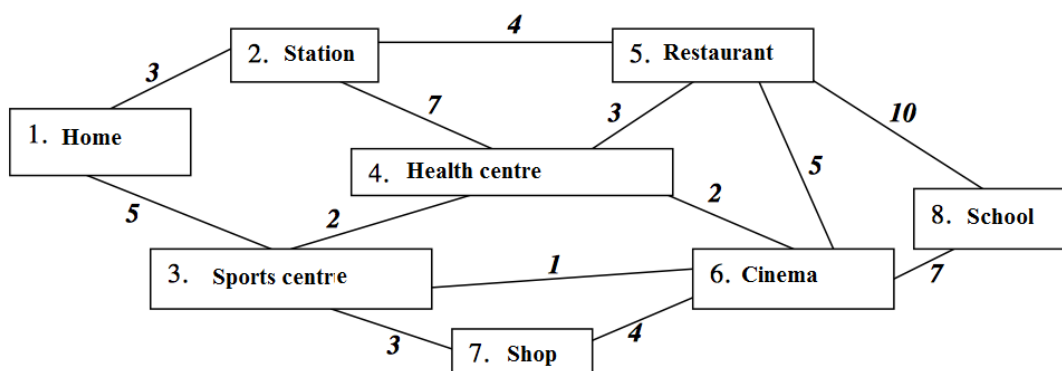 4
2. Station
5. Restaurant
3
7
3
10
1. Home
4. Health centre
5
5
2
2
8. School
3. Sports centre
1
6. Cinema
7
3
7. Shop
4